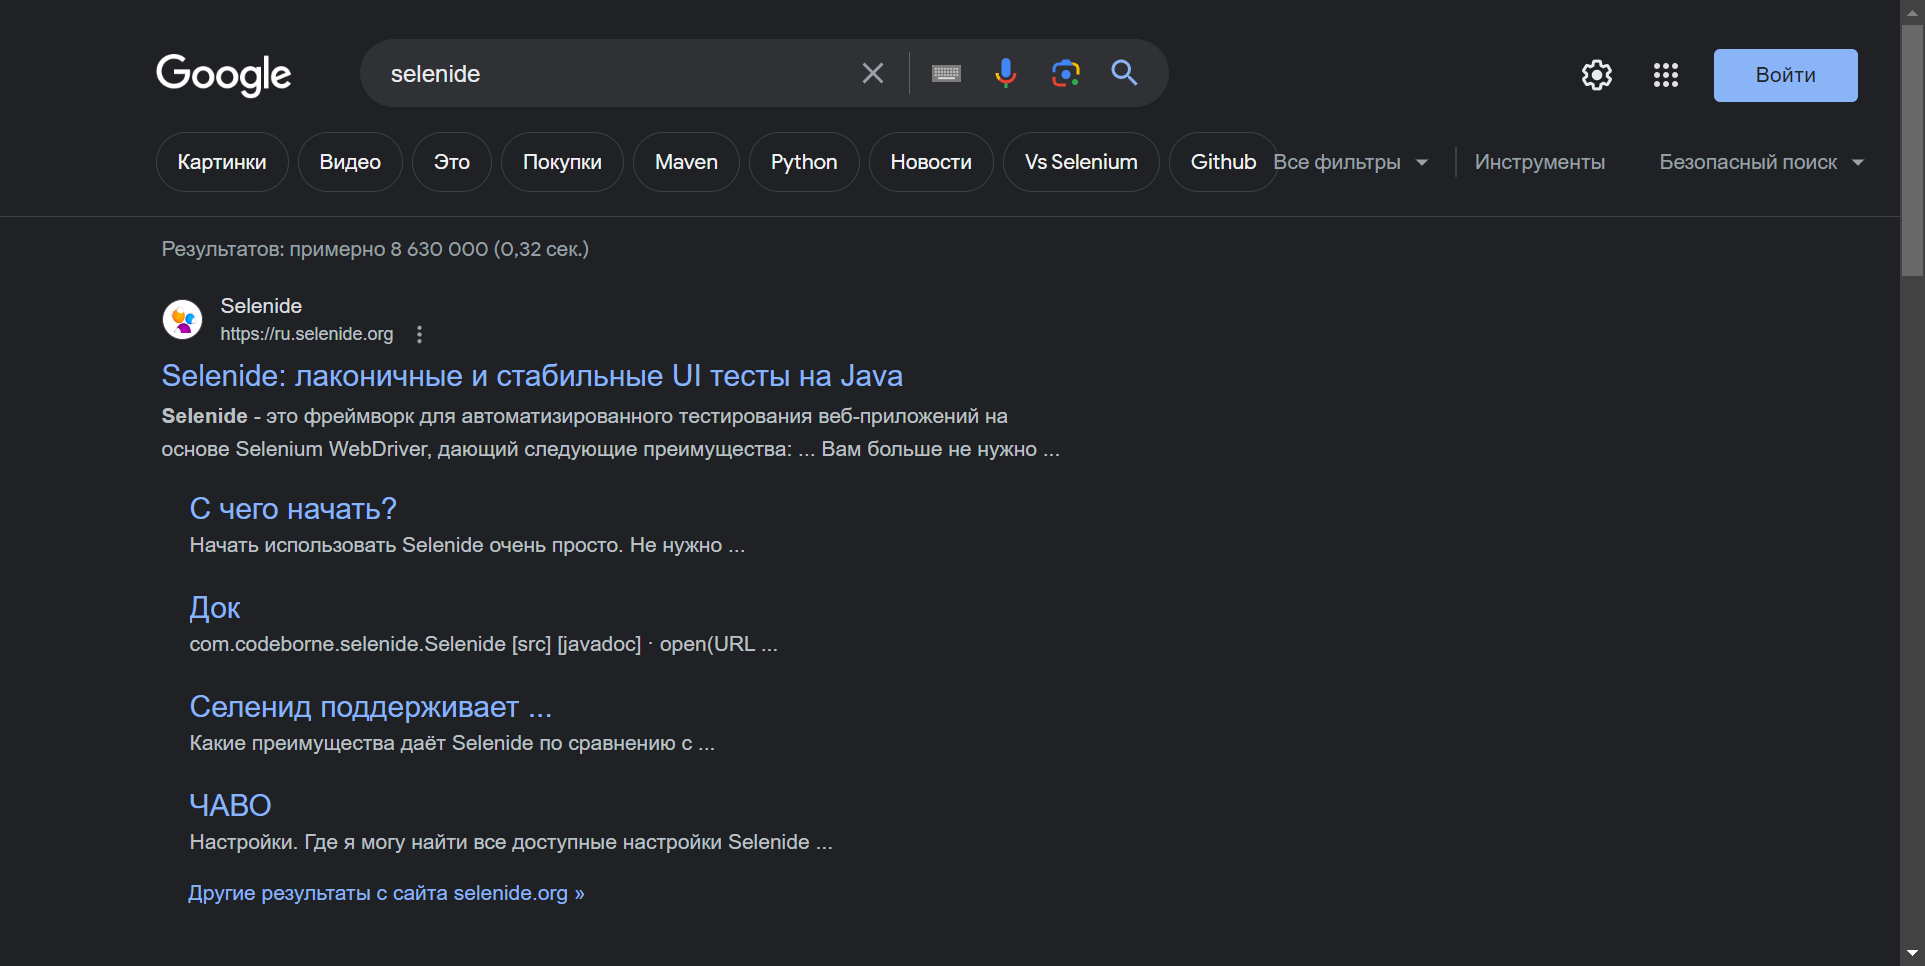 Google
selenide
Войти
Картинки
Видео
Это
Покупки
Maven
Python
Новости
Vs Selenium
Github
Все фильтры
Инструменты
Безопасный поиск
Результатов: примерно 8 630 000 (0,32 сек.)
Selenide
https://ru.selenide.org
Selenide: лаконичные и стабильные UI тесты на Java
Selenide - это фреймворк для автоматизированного тестирования веб-приложений на
основе Selenium WebDriver, дающий следующие преимущества: ... Вам больше не нужно ...
С чего начать?
Начать использовать Selenide очень просто. Не нужно ...
Док
com.codeborne.selenide.Selenide [src] [javadoc] · open(URL ...
Селенид поддерживает ...
Какие преимущества даёт Selenide по сравнению с ...
ЧАВО
Настройки. Где я могу найти все доступные настройки Selenide ...
Другие результаты с сайта selenide.org »